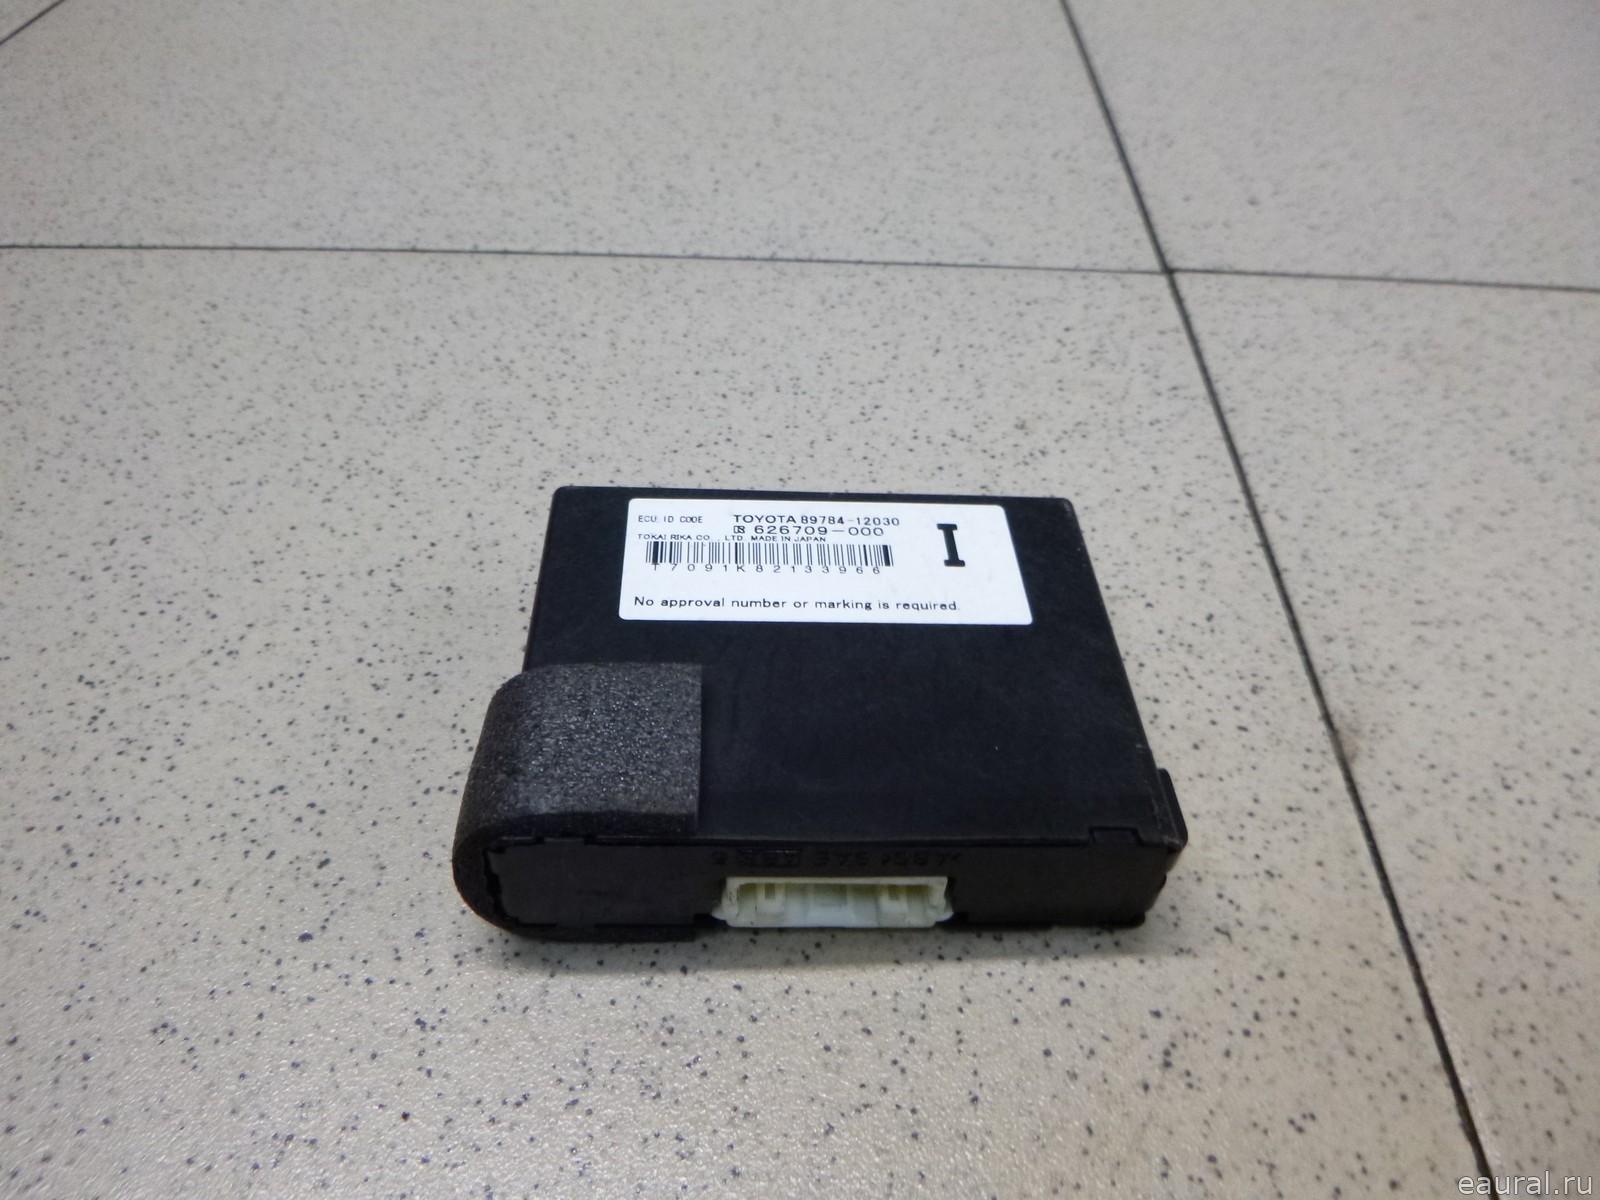 ECU ID CODE TOYOTA 89784-12030
626709-000
TOKAI RIKA CO., LTD. MADE IN JAPAN
I
T7091K82133966
No approval number or marking is required.
eaural.ru